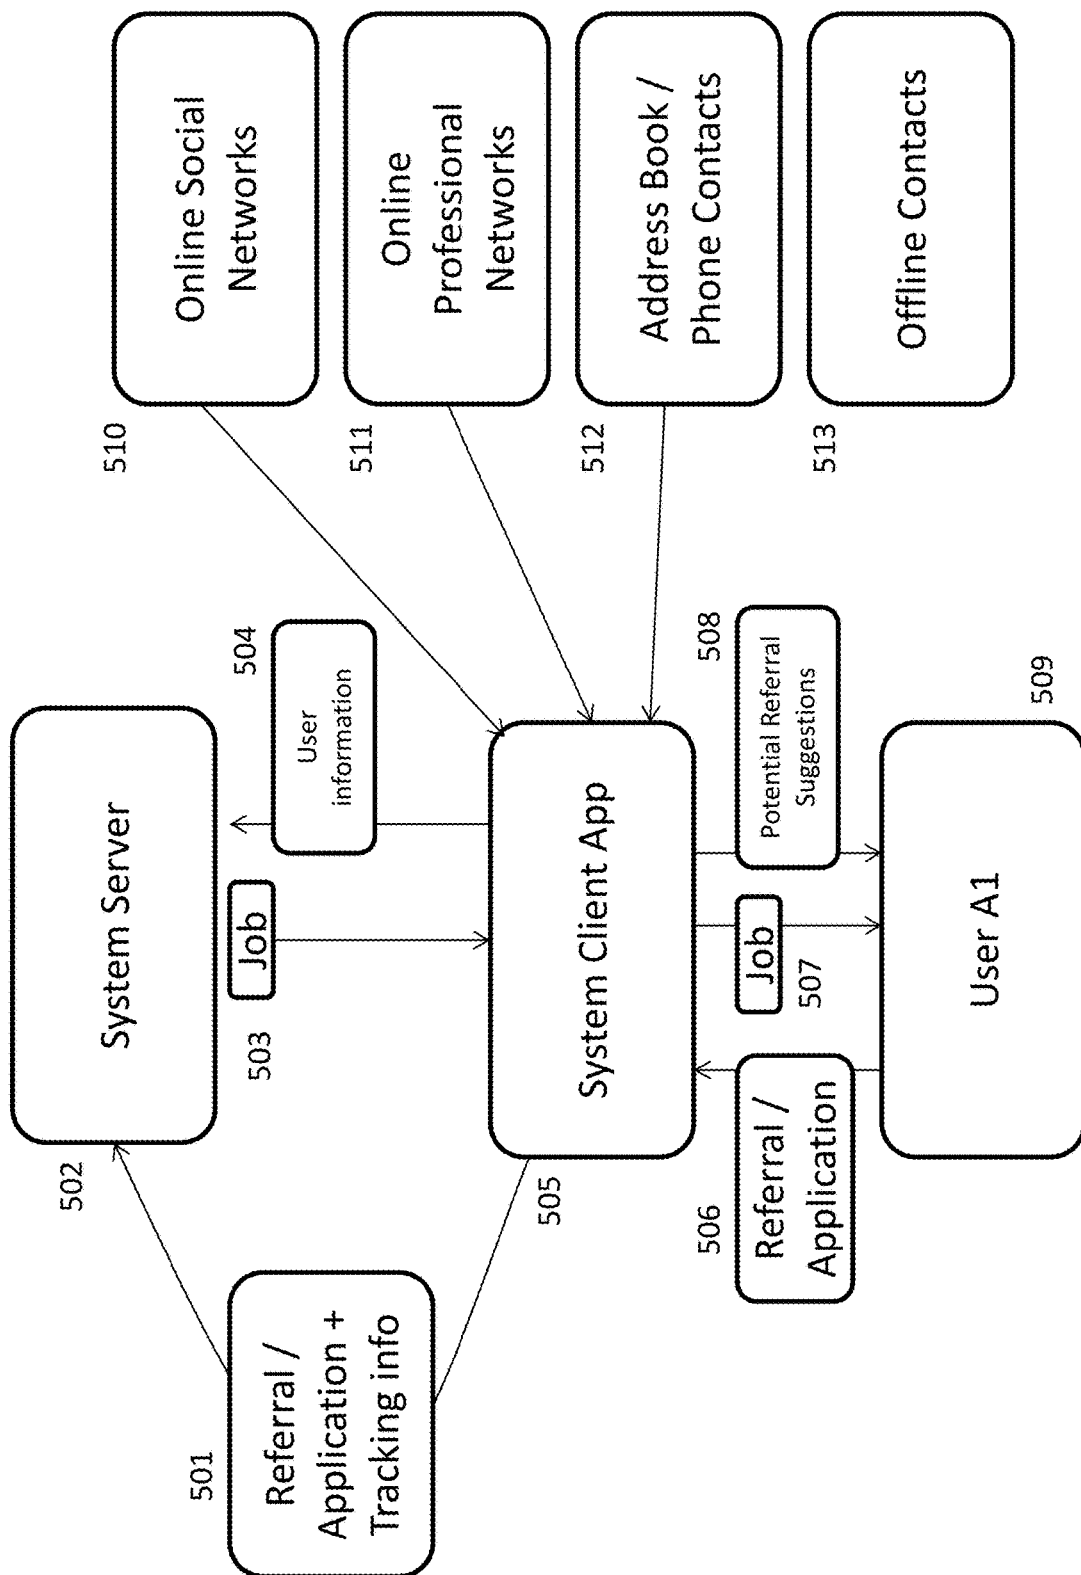 502
System Server
501
Referral /
Application +
Tracking info
503
Job
504
User
information
505
System Client App
506
Referral /
Application
507
Job
508
Potential Referral
Suggestions
509
User A1
510
Online Social
Networks
511
Online
Professional
Networks
512
Address Book /
Phone Contacts
513
Offline Contacts